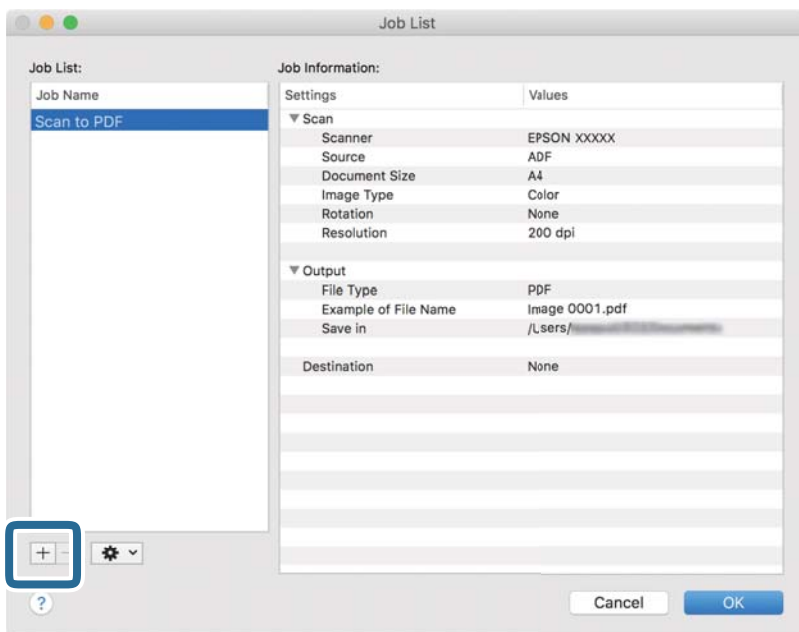 Job List
Job List:
Job Name
Scan to PDF
Job Information:
Settings Values
Scan
Scanner EPSON XXXXX
Source ADF
Document Size A4
Image Type Color
Rotation None
Resolution 200 dpi
Output
File Type PDF
Example of File Name Image 0001.pdf
Save in /Users/
Destination None
+ −
?
Cancel OK